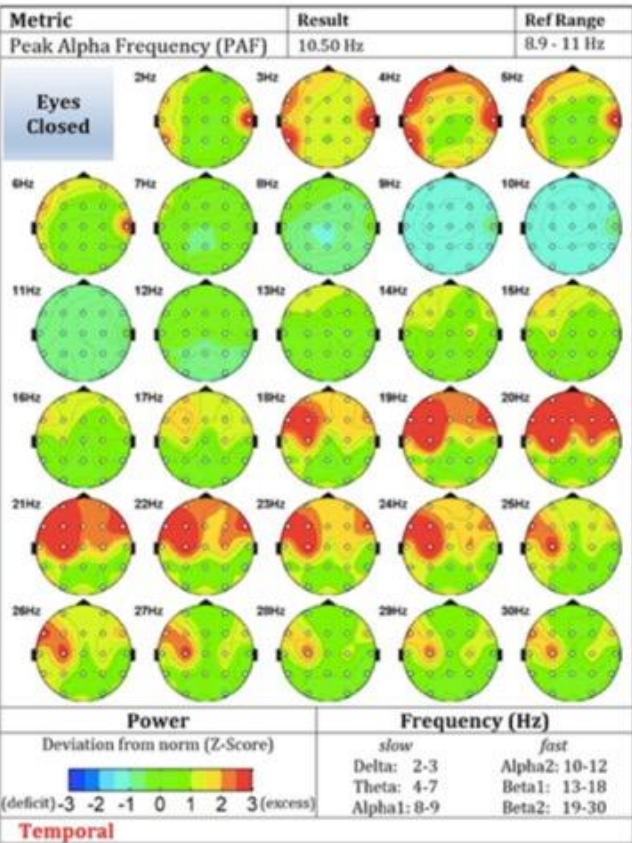 Metric Result Ref Range
Peak Alpha Frequency (PAF) 10.50 Hz 8.9 - 11 Hz
Eyes
Closed
2Hz 3Hz 4Hz 5Hz
6Hz 7Hz 8Hz 9Hz 10Hz
11Hz 12Hz 13Hz 14Hz 15Hz
16Hz 17Hz 18Hz 19Hz 20Hz
21Hz 22Hz 23Hz 24Hz 25Hz
26Hz 27Hz 28Hz 29Hz 30Hz
Power
Deviation from norm (Z-Score)
(deficit)-3 -2 -1 0 1 2 3(excess)
Frequency (Hz)
slow fast
Delta: 2-3 Alpha2: 10-12
Theta: 4-7 Beta1: 13-18
Alpha1: 8-9 Beta2: 19-30
Temporal